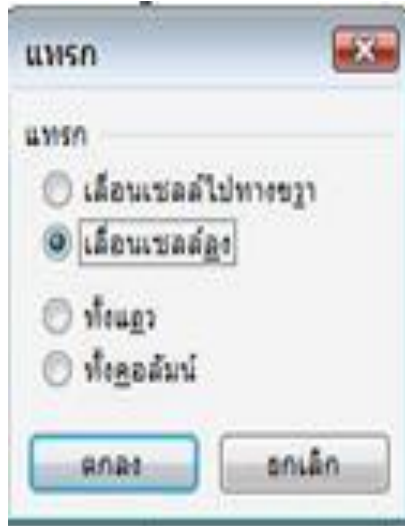 แทรก
แทรก
เลื่อนเซลล์ไปทางขวา
เลื่อนเซลล์ลง
ทั้งแถว
ทั้งคอลัมน์
ตกลง ยกเลิก